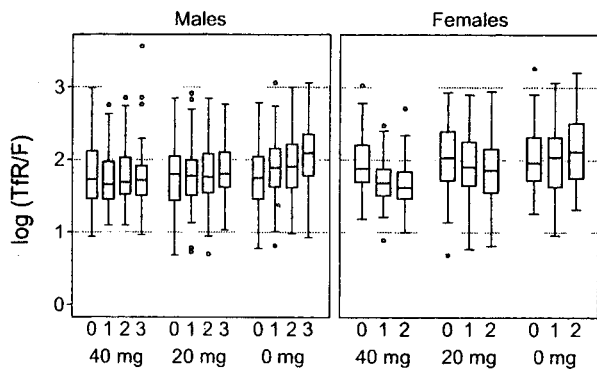 Males Females
log (TfR/F)
3
2
1
0
0 1 2 3 0 1 2 3 0 1 2 3 0 1 2 0 1 2 0 1 2
40 mg 20 mg 0 mg 40 mg 20 mg 0 mg